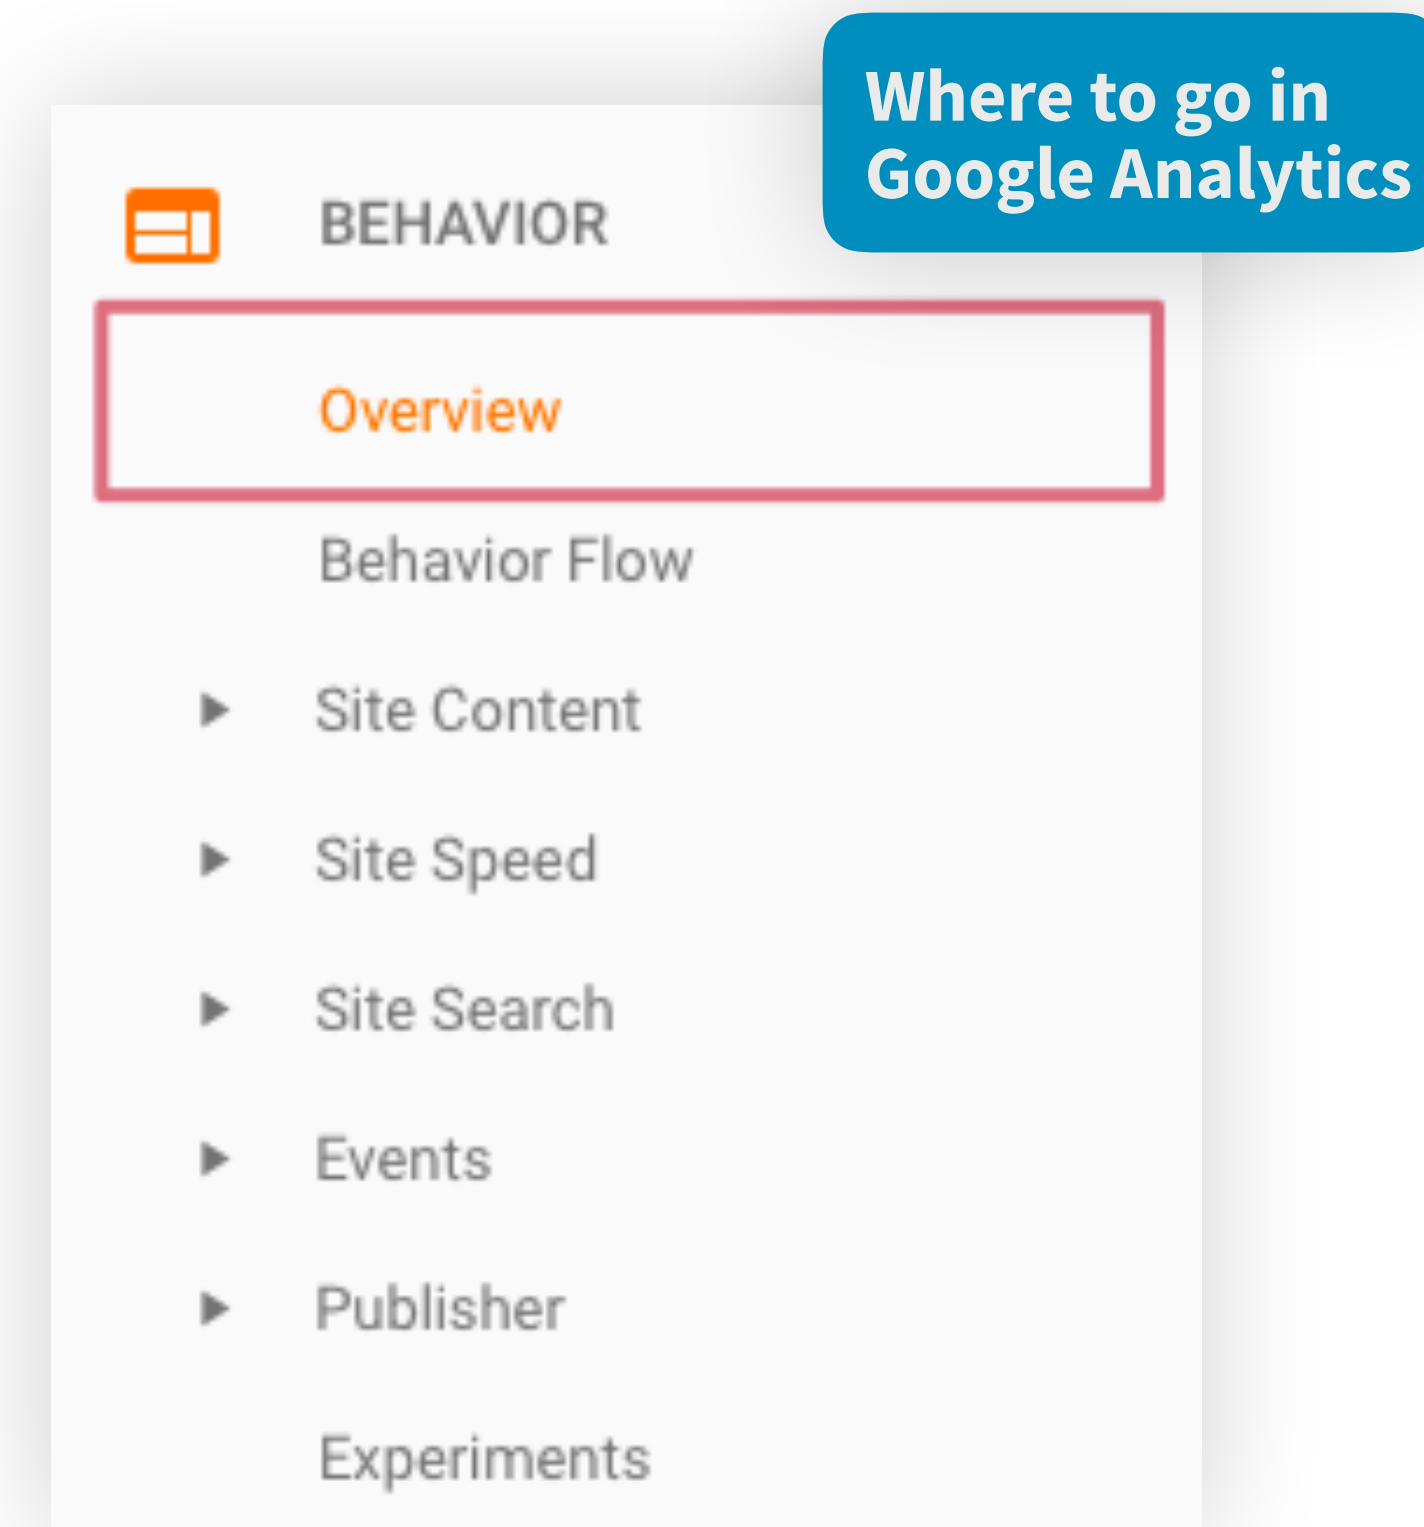 Where to go in
Google Analytics
BEHAVIOR
Overview
Behavior Flow
Site Content
Site Speed
Site Search
Events
Publisher
Experiments